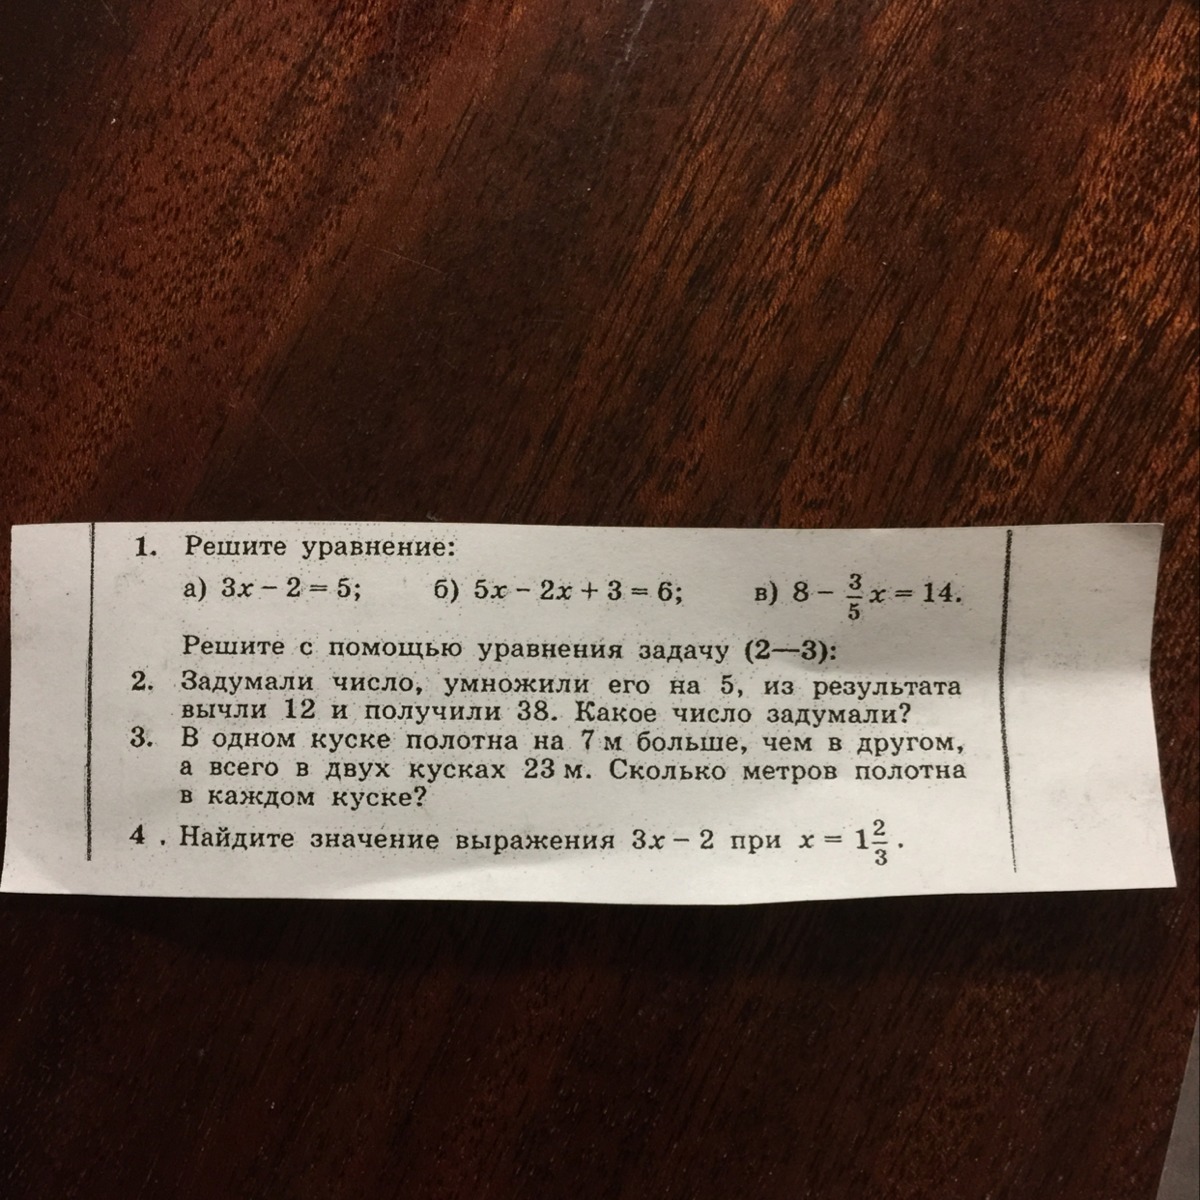 1. Решите уравнение:
а) 3x − 2 = 5; б) 5x − 2x + 3 = 6; в) 8 − 3/5 x = 14.
Решите с помощью уравнения задачу (2—3):
2. Задумали число, умножили его на 5, из результата
вычли 12 и получили 38. Какое число задумали?
3. В одном куске полотна на 7 м больше, чем в другом,
а всего в двух кусках 23 м. Сколько метров полотна
в каждом куске?
4 . Найдите значение выражения 3x − 2 при x = 1 2/3 .